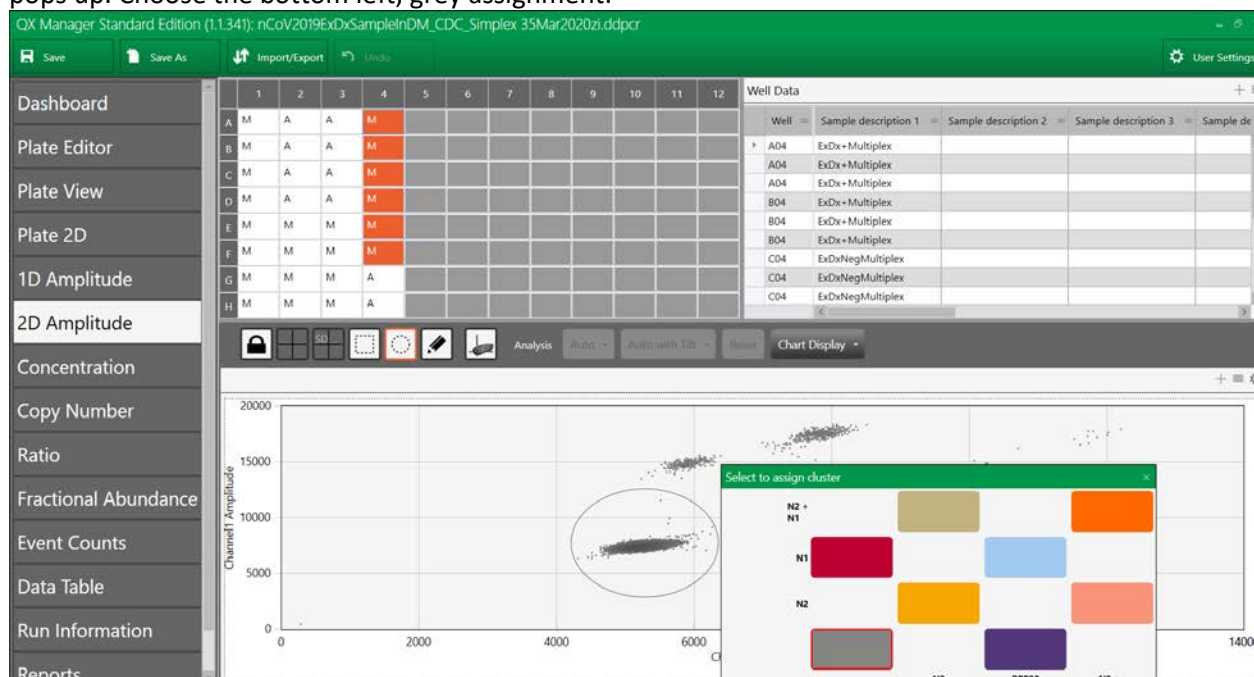 pops up. Choose the bottom left, grey assignment.
QX Manager Standard Edition (1.1.341): nCoV2019ExDxSampleInDM_CDC_Simplex 35Mar2020zi.ddpcr
Save Save As Import/Export Undo User Settings
Dashboard
Plate Editor
Plate View
Plate 2D
1D Amplitude
2D Amplitude
Concentration
Copy Number
Ratio
Fractional Abundance
Event Counts
Data Table
Run Information
Reports
1 2 3 4 5 6 7 8 9 10 11 12
A M A A M
B M A A M
C M A A M
D M A A M
E M M M M
F M M M M
G M M M A
H M M M A
Well Data
Well Sample description 1 Sample description 2 Sample description 3 Sample de
A04 ExDx+Multiplex
A04 ExDx+Multiplex
A04 ExDx+Multiplex
B04 ExDx+Multiplex
B04 ExDx+Multiplex
B04 ExDx+Multiplex
C04 ExDxNegMultiplex
C04 ExDxNegMultiplex
C04 ExDxNegMultiplex
SD Analysis Auto Auto with Tilt Reset Chart Display
Channel1 Amplitude
20000
15000
10000
5000
0
0 2000 4000 6000 1400
Select to assign cluster
N2 +
N1
N1
N2